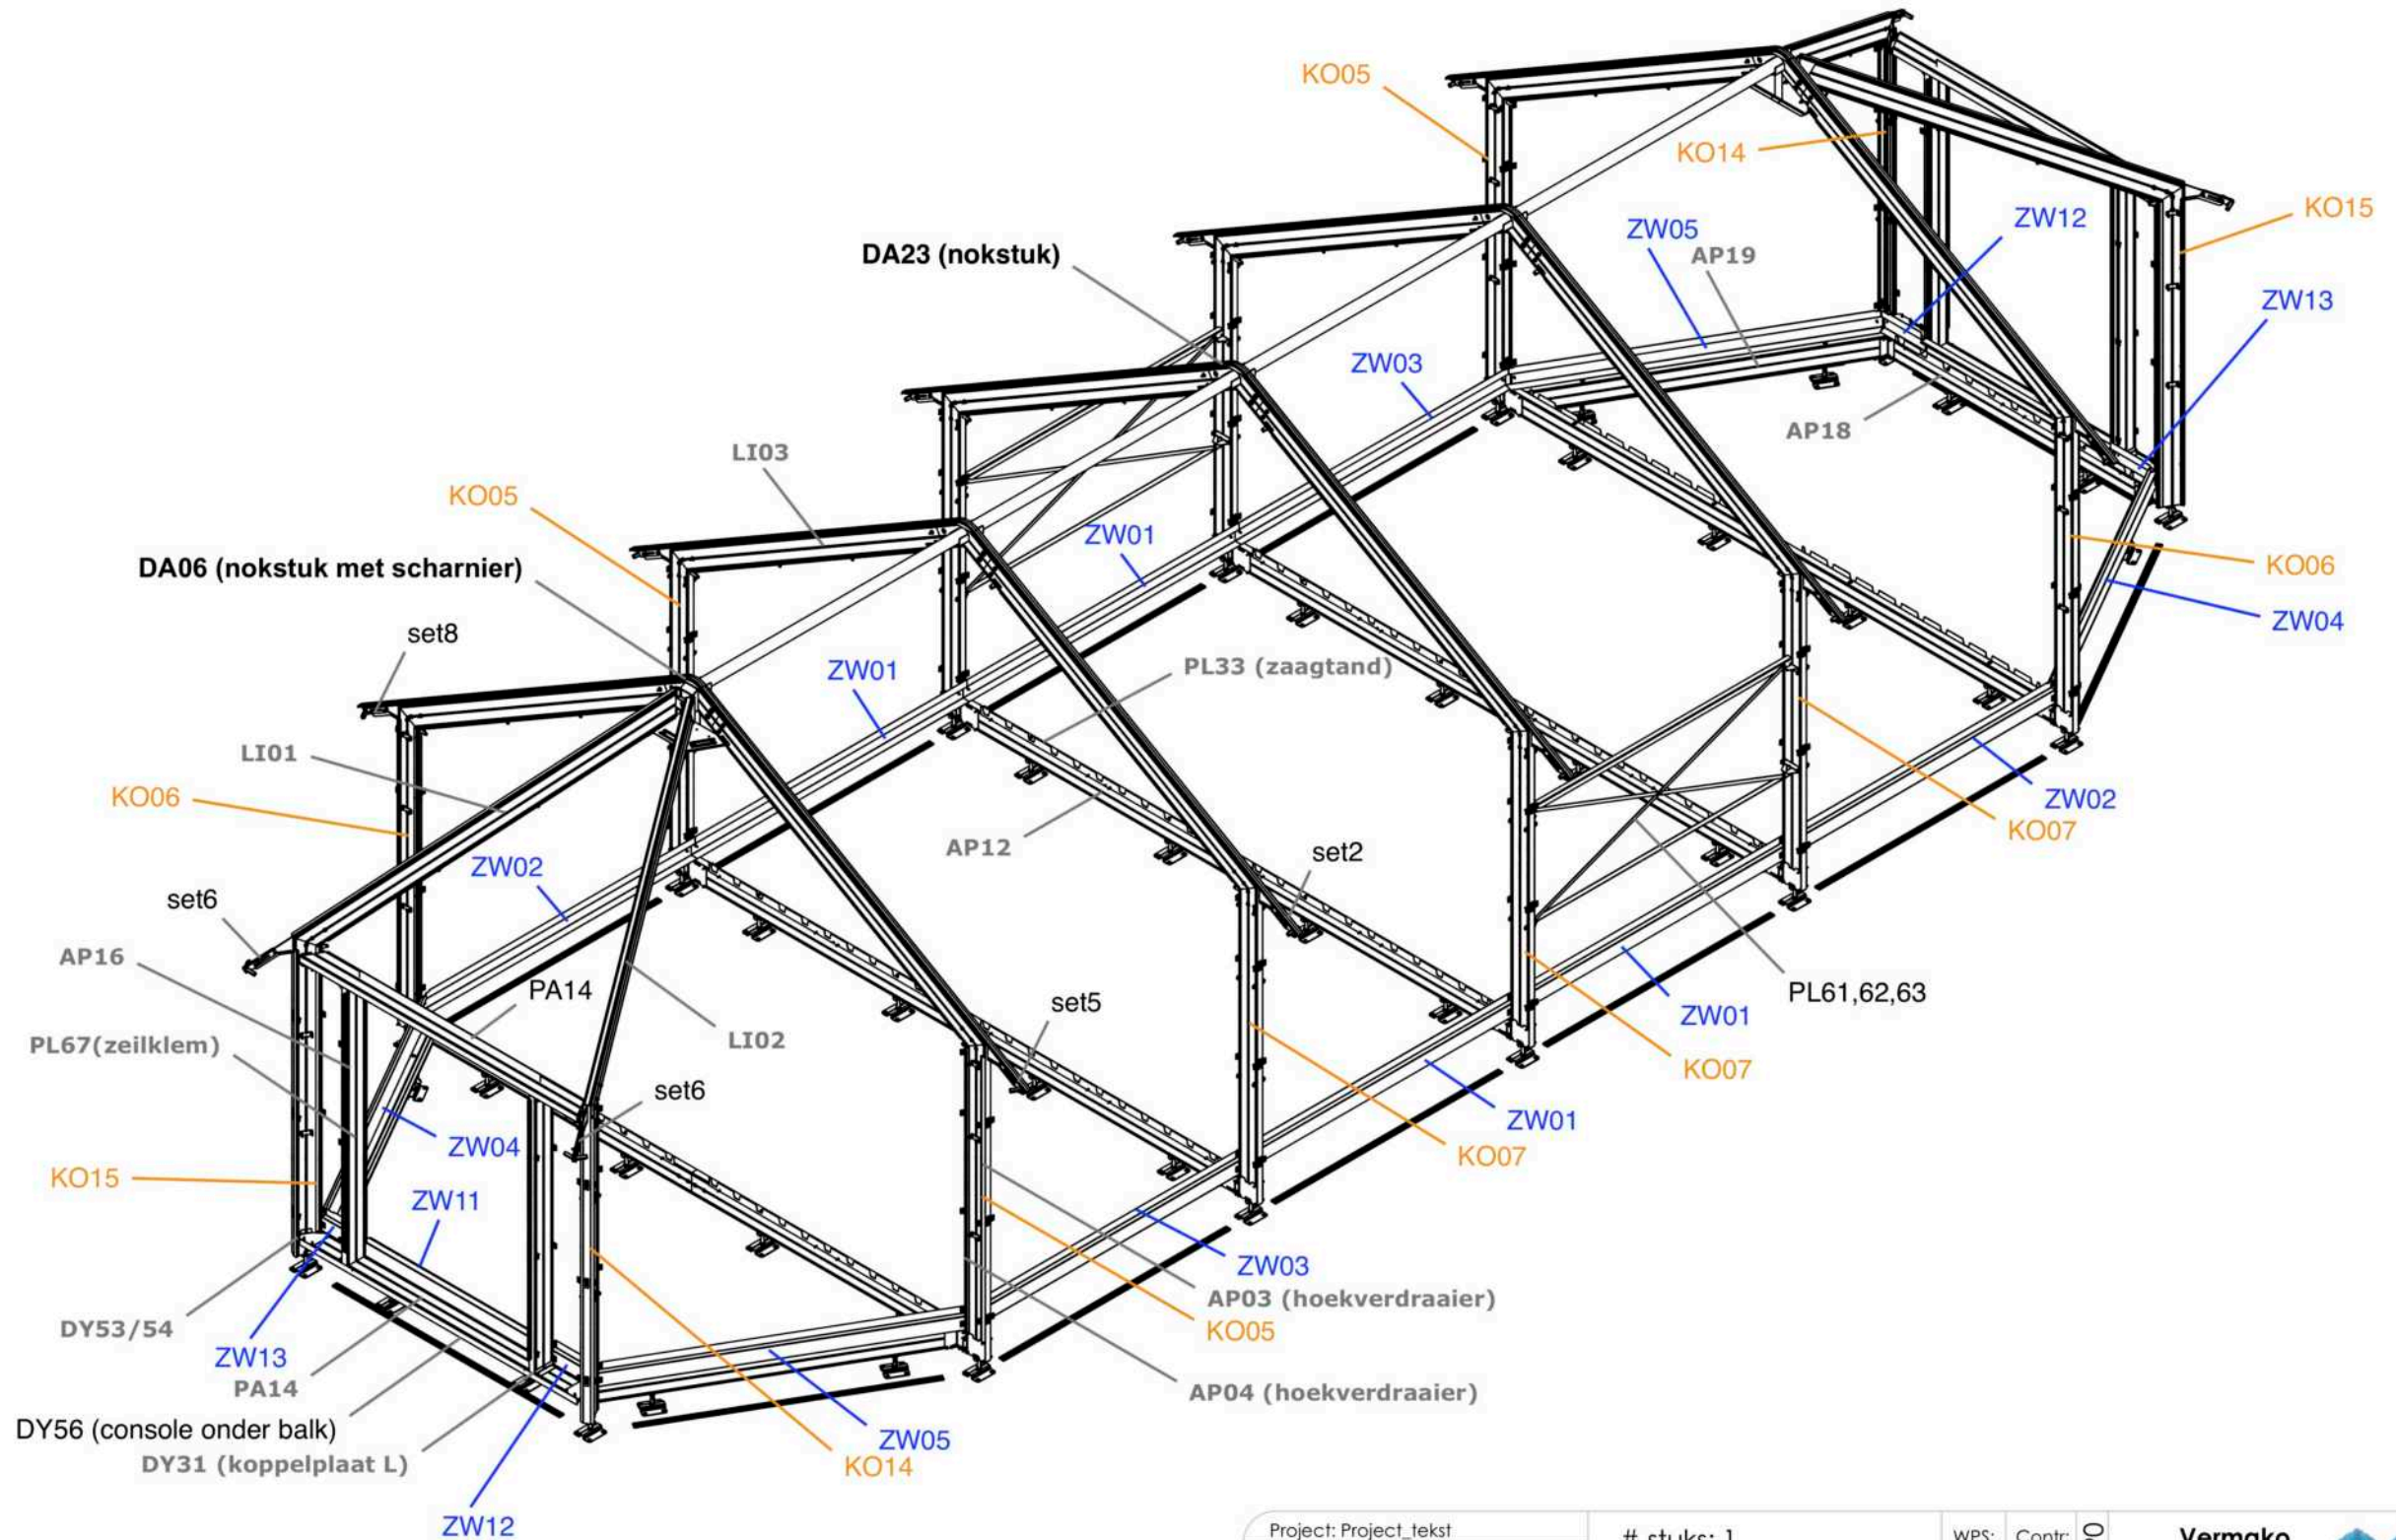 KO05
KO14
KO15
ZW12
ZW05
DA23 (nokstuk)
AP19
ZW13
ZW03
AP18
LI03
KO05
ZW01
DA06 (nokstuk met scharnier)
KO06
ZW04
set8
PL33 (zaagtand)
ZW01
LI01
KO06
ZW02
KO07
AP12
set2
ZW02
set6
AP16
PA14
PL61,62,63
set5
ZW01
LI02
PL67(zeilklem)
KO07
set6
ZW01
ZW04
KO07
KO15
ZW11
ZW03
AP03 (hoekverdraaier)
DY53/54
KO05
ZW13
PA14
AP04 (hoekverdraaier)
DY56 (console onder balk)
ZW05
DY31 (koppelplaat L)
KO14
ZW12
Project: Project_tekst
# stuks: 1
WPS:
Contr:
Vermako